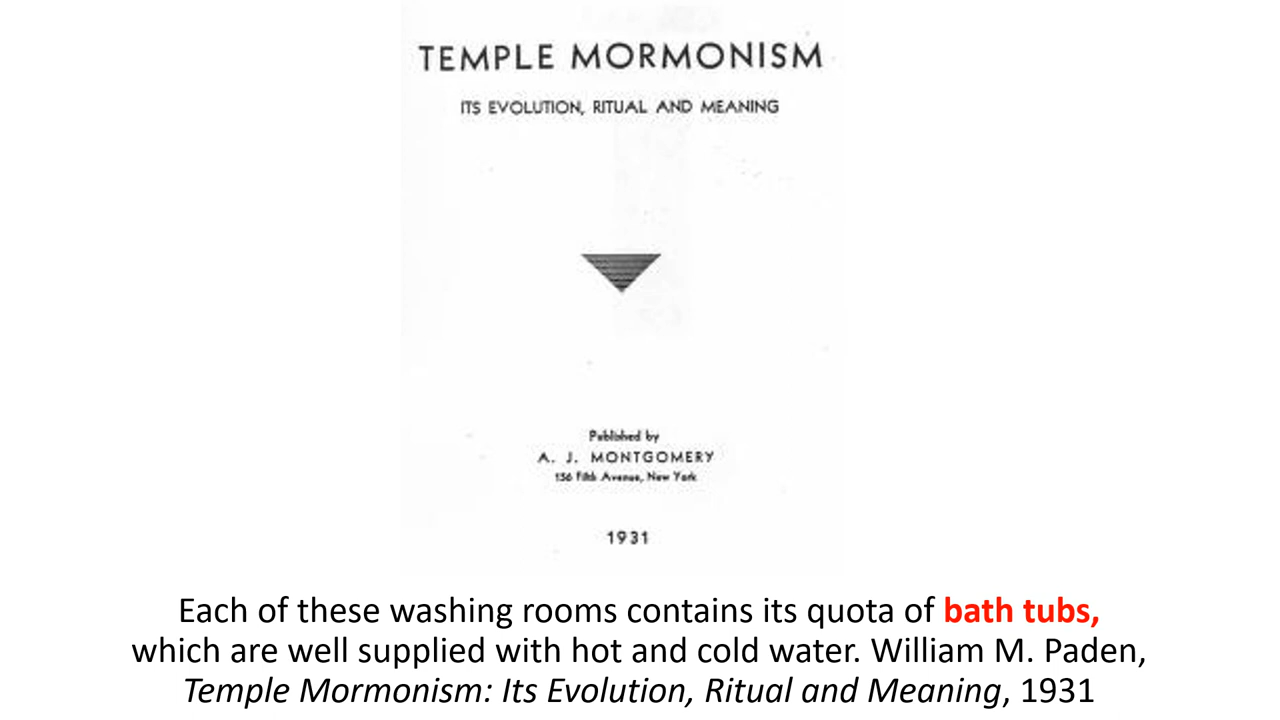 TEMPLE MORMONISM
ITS EVOLUTION, RITUAL AND MEANING
Published by
A. J. MONTGOMERY
156 Fifth Avenue, New York
1931
Each of these washing rooms contains its quota of bath tubs,
which are well supplied with hot and cold water. William M. Paden,
Temple Mormonism: Its Evolution, Ritual and Meaning, 1931